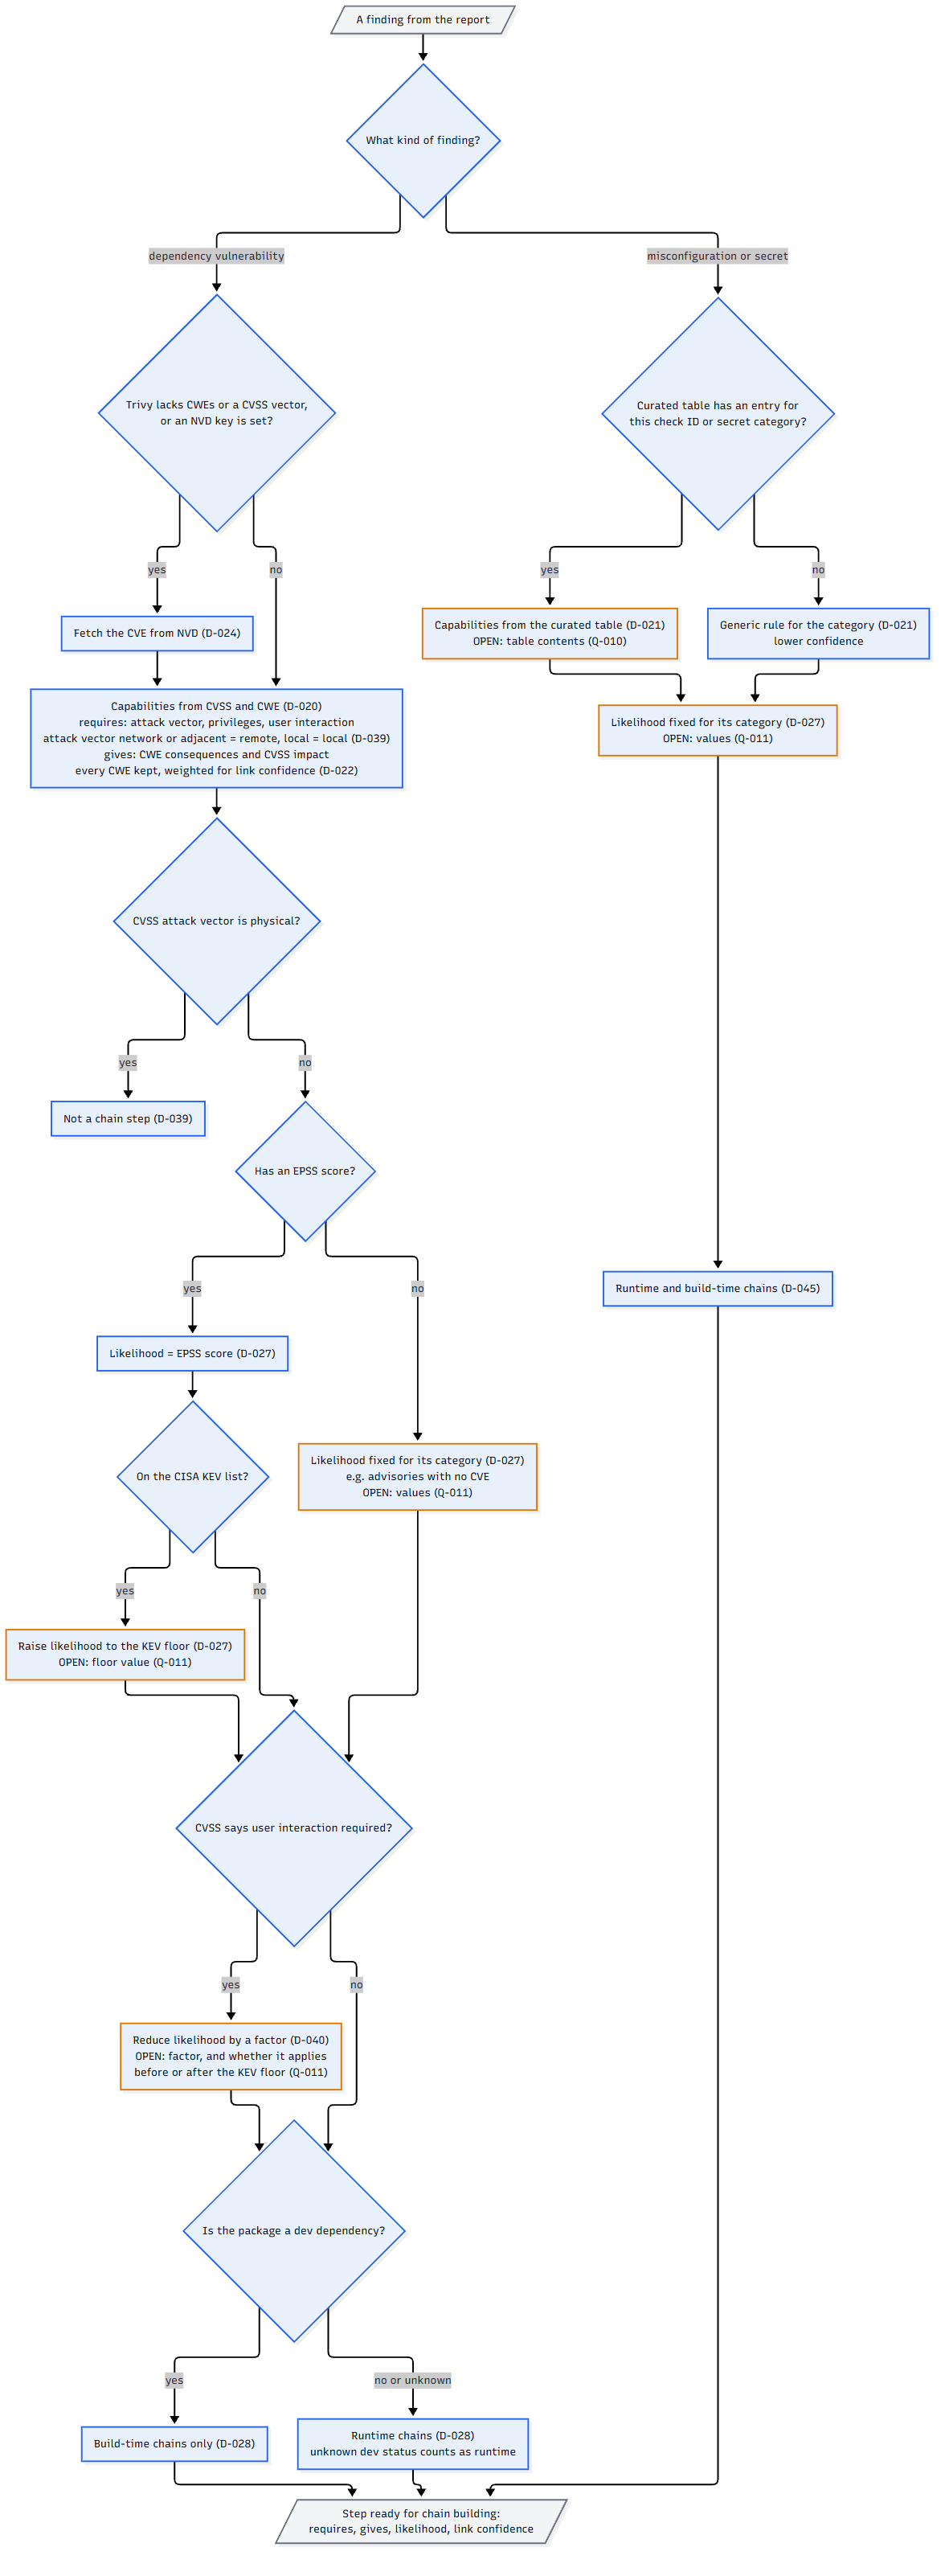 A finding from the report
What kind of finding?
dependency vulnerability
misconfiguration or secret
Trivy lacks CWEs or a CVSS vector,
or an NVD key is set?
Curated table has an entry for
this check ID or secret category?
yes
no
yes
no
Fetch the CVE from NVD (D-024)
Capabilities from the curated table (D-021)
OPEN: table contents (Q-010)
Generic rule for the category (D-021)
lower confidence
Capabilities from CVSS and CWE (D-020)
requires: attack vector, privileges, user interaction
attack vector network or adjacent = remote, local = local (D-039)
gives: CWE consequences and CVSS impact
every CWE kept, weighted for link confidence (D-022)
Likelihood fixed for its category (D-027)
OPEN: values (Q-011)
CVSS attack vector is physical?
yes
no
Not a chain step (D-039)
Has an EPSS score?
yes
no
Runtime and build-time chains (D-045)
Likelihood = EPSS score (D-027)
On the CISA KEV list?
Likelihood fixed for its category (D-027)
e.g. advisories with no CVE
OPEN: values (Q-011)
yes
no
Raise likelihood to the KEV floor (D-027)
OPEN: floor value (Q-011)
CVSS says user interaction required?
yes
no
Reduce likelihood by a factor (D-040)
OPEN: factor, and whether it applies
before or after the KEV floor (Q-011)
Is the package a dev dependency?
yes
no or unknown
Build-time chains only (D-028)
Runtime chains (D-028)
unknown dev status counts as runtime
Step ready for chain building:
requires, gives, likelihood, link confidence